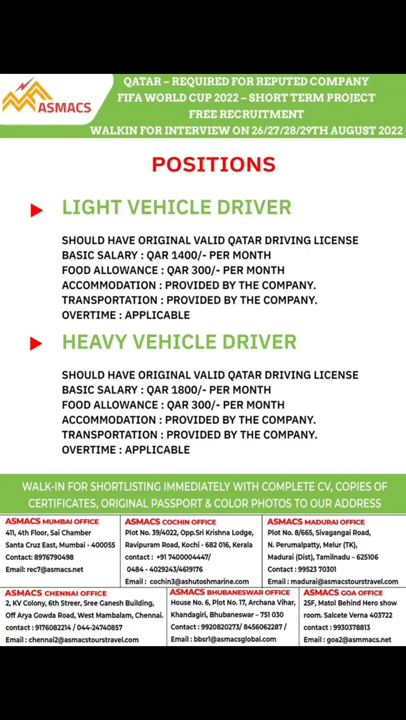 ASMACS
QATAR – REQUIRED FOR REPUTED COMPANY
FIFA WORLD CUP 2022 – SHORT TERM PROJECT
FREE RECRUITMENT
WALKIN FOR INTERVIEW ON 26/27/28/29TH AUGUST 2022
POSITIONS
LIGHT VEHICLE DRIVER
SHOULD HAVE ORIGINAL VALID QATAR DRIVING LICENSE
BASIC SALARY : QAR 1400/- PER MONTH
FOOD ALLOWANCE : QAR 300/- PER MONTH
ACCOMMODATION : PROVIDED BY THE COMPANY.
TRANSPORTATION : PROVIDED BY THE COMPANY.
OVERTIME : APPLICABLE
HEAVY VEHICLE DRIVER
SHOULD HAVE ORIGINAL VALID QATAR DRIVING LICENSE
BASIC SALARY : QAR 1800/- PER MONTH
FOOD ALLOWANCE : QAR 300/- PER MONTH
ACCOMMODATION : PROVIDED BY THE COMPANY.
TRANSPORTATION : PROVIDED BY THE COMPANY.
OVERTIME : APPLICABLE
WALK-IN FOR SHORTLISTING IMMEDIATELY WITH COMPLETE CV, COPIES OF
CERTIFICATES, ORIGINAL PASSPORT & COLOR PHOTOS TO OUR ADDRESS
ASMACS MUMBAI OFFICE
411, 4th Floor, Sai Chamber
Santa Cruz East, Mumbai - 400055
Contact: 8976790498
Email: rec7@asmacs.net
ASMACS COCHIN OFFICE
Plot No. 39/4022, Opp.Sri Krishna Lodge,
Ravipuram Road, Kochi - 682 016, Kerala
contact : +91 7400004447/
0484 - 4029243/4619176
Email : cochin3@ashutoshmarine.com
ASMACS MADURAI OFFICE
Plot No. 8/665, Sivagangai Road,
N. Perumalpatty, Melur (TK),
Madurai (Dist), Tamilnadu – 625106
Contact : 99523 70301
Email : madurai@asmacstourstravel.com
ASMACS CHENNAI OFFICE
2, KV Colony, 6th Streer, Sree Ganesh Building,
Off Arya Gowda Road, West Mambalam, Chennai.
contact : 9176082214 / 044-24740857
Email : chennai2@asmacstourstravel.com
ASMACS BHUBANESWAR OFFICE
House No. 6, Plot No. 17, Archana Vihar,
Khandagiri, Bhubaneswar – 751 030
Contact : 9920820273/ 8456062287 /
Email : bbsr1@asmacsglobal.com
ASMACS GOA OFFICE
25F, Matol Behind Hero show
room. Salcete Verna 403722
contact : 9930378813
Email : goa2@asmmacs.net